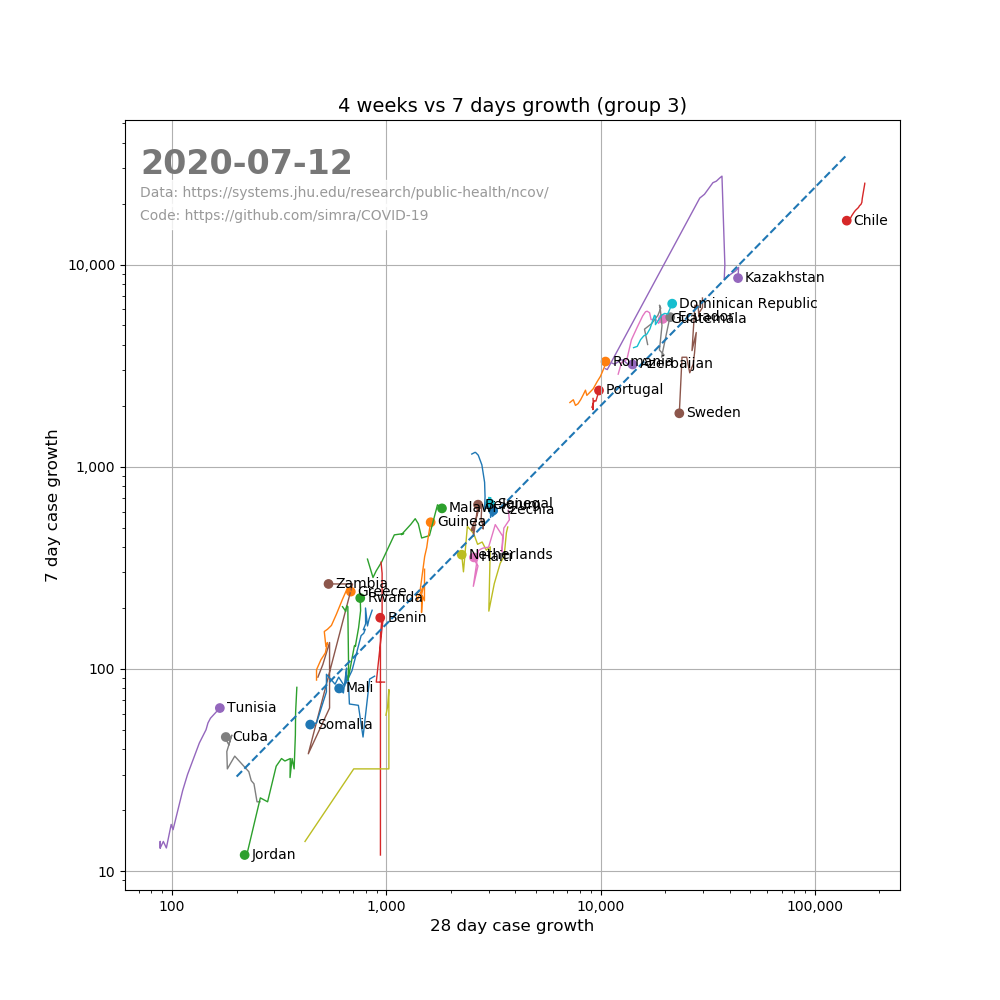 4 weeks vs 7 days growth (group 3)
2020-07-12
Data: https://systems.jhu.edu/research/public-health/ncov/
Code: https://github.com/simra/COVID-19
Chile
10,000
Kazakhstan
Dominican Republic
Ecuador
Guatemala
Romania
Azerbaijan
Portugal
Sweden
1,000
Senegal
Belgium
Malawi
Czechia
Guinea
Netherlands
Haiti
Zambia
Greece
Rwanda
Benin
100
Mali
Tunisia
Somalia
Cuba
Jordan
10
7 day case growth
100
1,000
10,000
100,000
28 day case growth